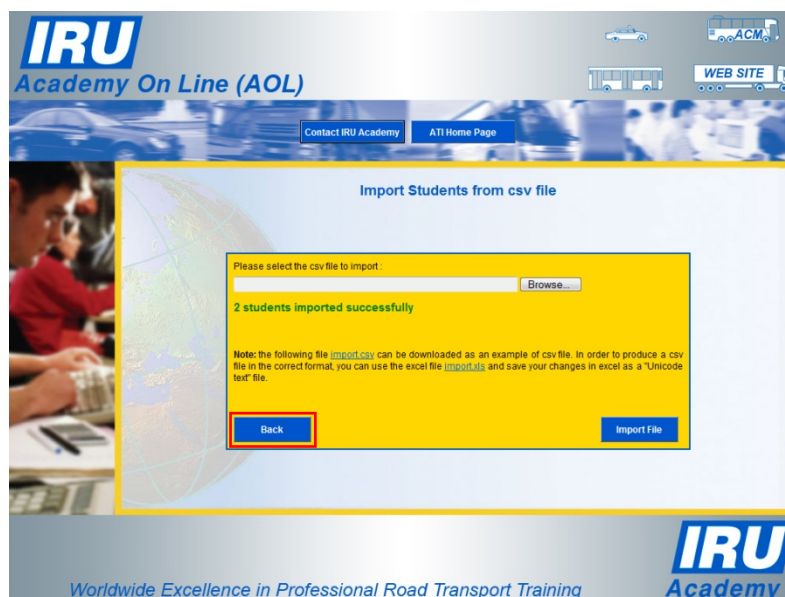 IRU
Academy On Line (AOL)
ACM
WEB SITE
Contact IRU Academy
ATI Home Page
Import Students from csv file
Please select the csv file to import :
Browse...
2 students imported successfully
Note: the following file import.csv can be downloaded as an example of csv file. In order to produce a csv
file in the correct format, you can use the excel file import.xls and save your changes in excel as a "Unicode
text" file.
Back
Import File
IRU
Academy
Worldwide Excellence in Professional Road Transport Training